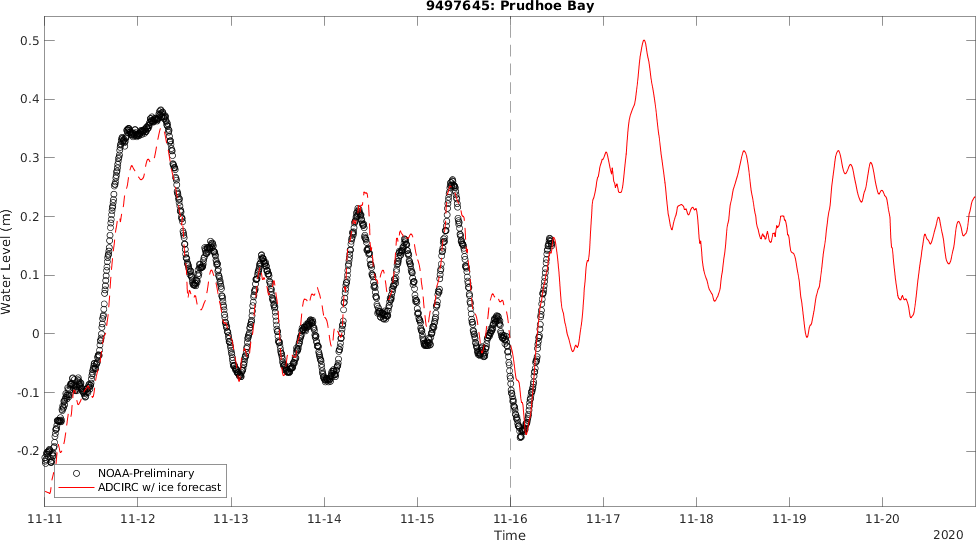 9497645: Prudhoe Bay
0.5
0.4
0.3
0.2
0.1
0
-0.1
-0.2
Water Level (m)
NOAA-Preliminary
ADCIRC w/ ice forecast
11-11 11-12 11-13 11-14 11-15 11-16 11-17 11-18 11-19 11-20
Time
2020